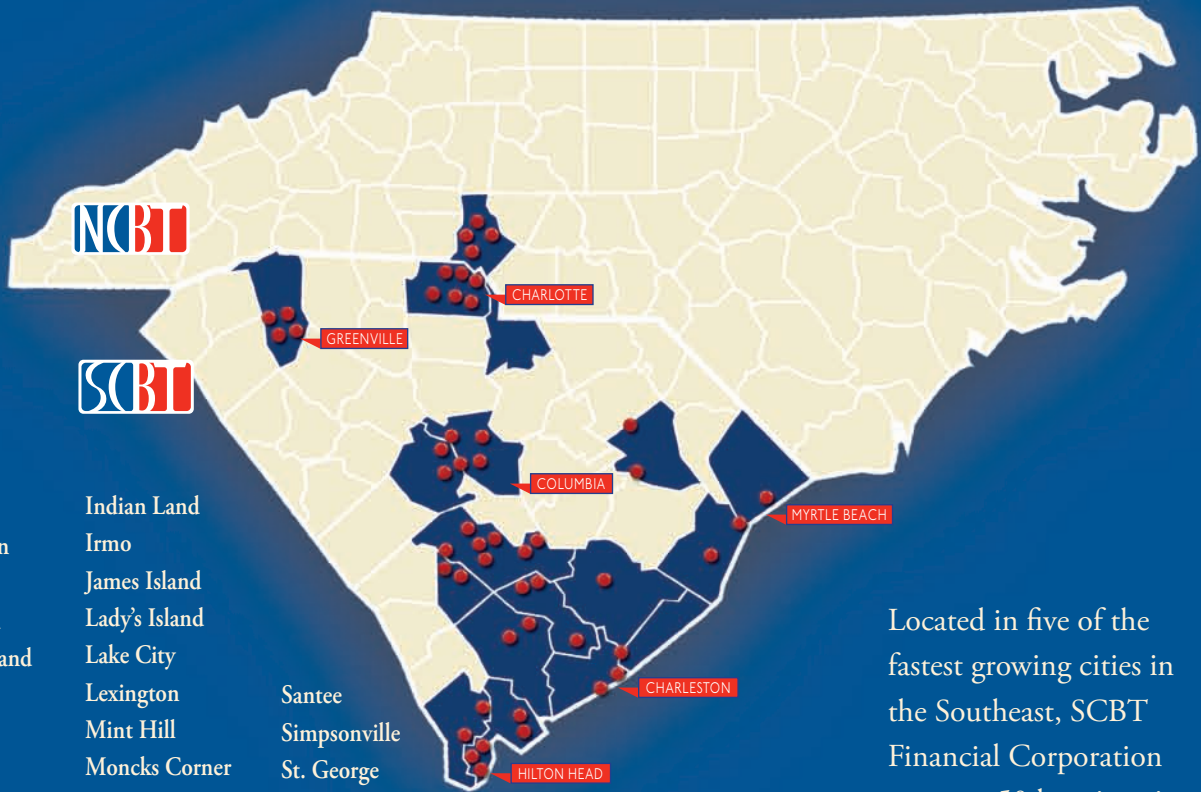 NCBT
SCBT
CHARLOTTE
GREENVILLE
COLUMBIA
MYRTLE BEACH
CHARLESTON
HILTON HEAD
Indian Land
Irmo
James Island
Lady's Island
Lake City
Lexington
Mint Hill
Moncks Corner
Santee
Simpsonville
St. George
Located in five of the
fastest growing cities in
the Southeast, SCBT
Financial Corporation